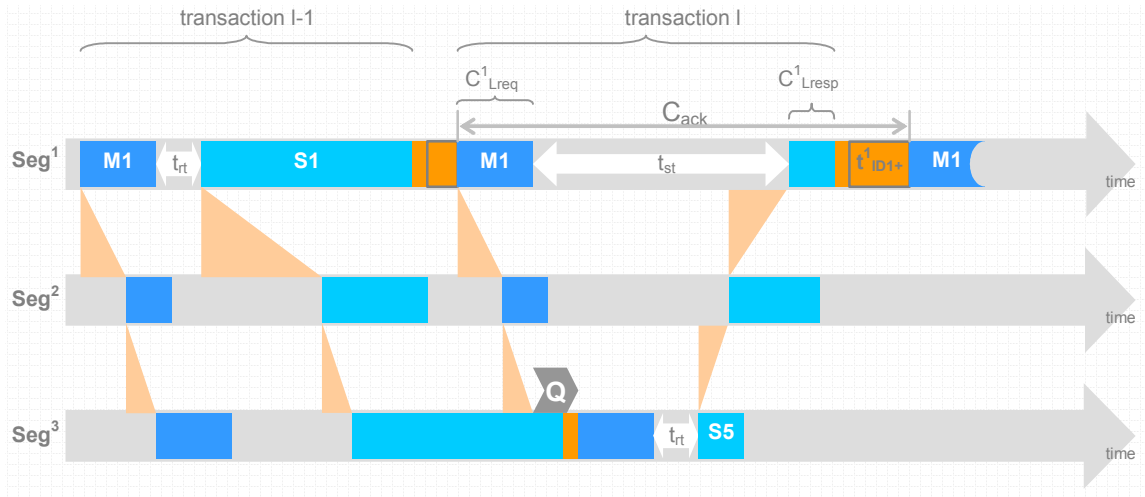 transaction l-1
transaction l
C¹Lreq
C¹Lresp
Cack
Seg¹
M1
trt
S1
M1
tst
t¹ID1+
M1
time
Seg²
time
Q
Seg³
trt
S5
time